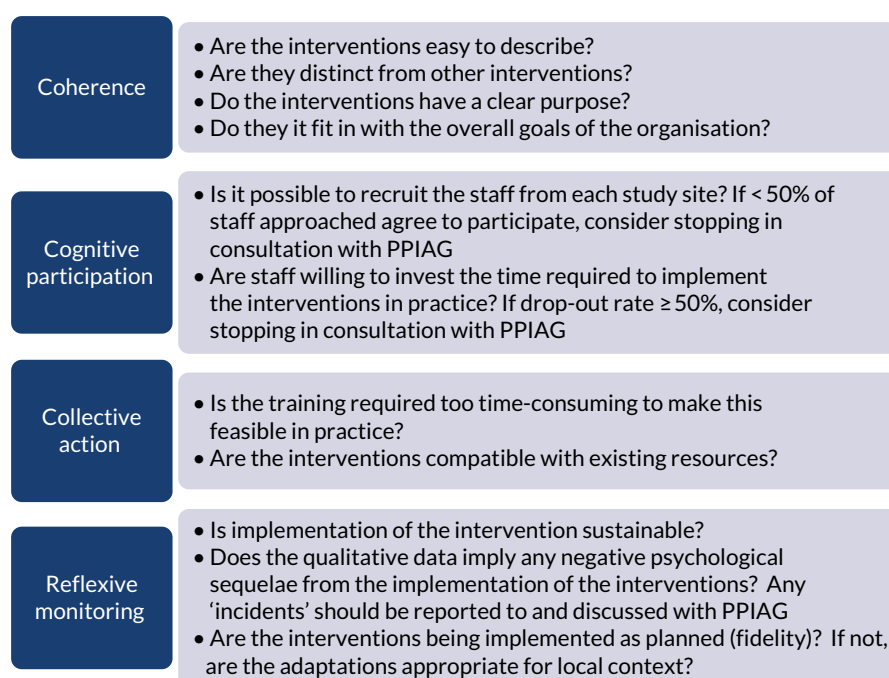 Coherence
• Are the interventions easy to describe?
• Are they distinct from other interventions?
• Do the interventions have a clear purpose?
• Do they it fit in with the overall goals of the organisation?
Cognitive
participation
• Is it possible to recruit the staff from each study site? If < 50% of
staff approached agree to participate, consider stopping in
consultation with PPIAG
• Are staff willing to invest the time required to implement
the interventions in practice? If drop-out rate ≥ 50%, consider
stopping in consultation with PPIAG
Collective
action
• Is the training required too time-consuming to make this
feasible in practice?
• Are the interventions compatible with existing resources?
Reflexive
monitoring
• Is implementation of the intervention sustainable?
• Does the qualitative data imply any negative psychological
sequelae from the implementation of the interventions? Any
‘incidents’ should be reported to and discussed with PPIAG
• Are the interventions being implemented as planned (fidelity)? If not,
are the adaptations appropriate for local context?